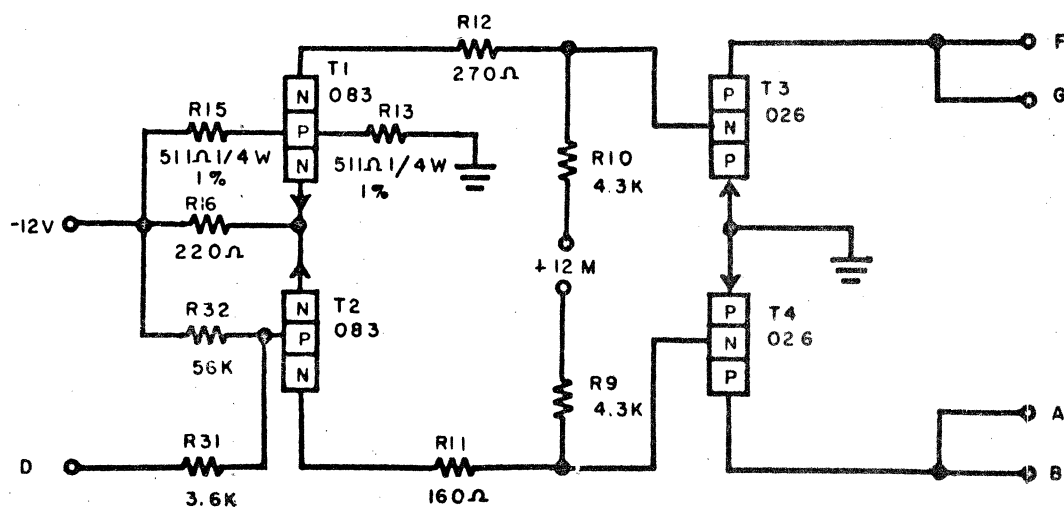 R12
270Ω
F
T1
083
N
P
N
R15
511Ω 1/4 W
1%
R13
511Ω 1/4 W
1%
P
N
P
T3
026
G
R10
4.3K
-12V
R16
220Ω
+12M
R32
56K
N
P
N
T2
083
P
N
P
T4
026
R9
4.3K
D
R31
3.6K
R11
160Ω
A
B